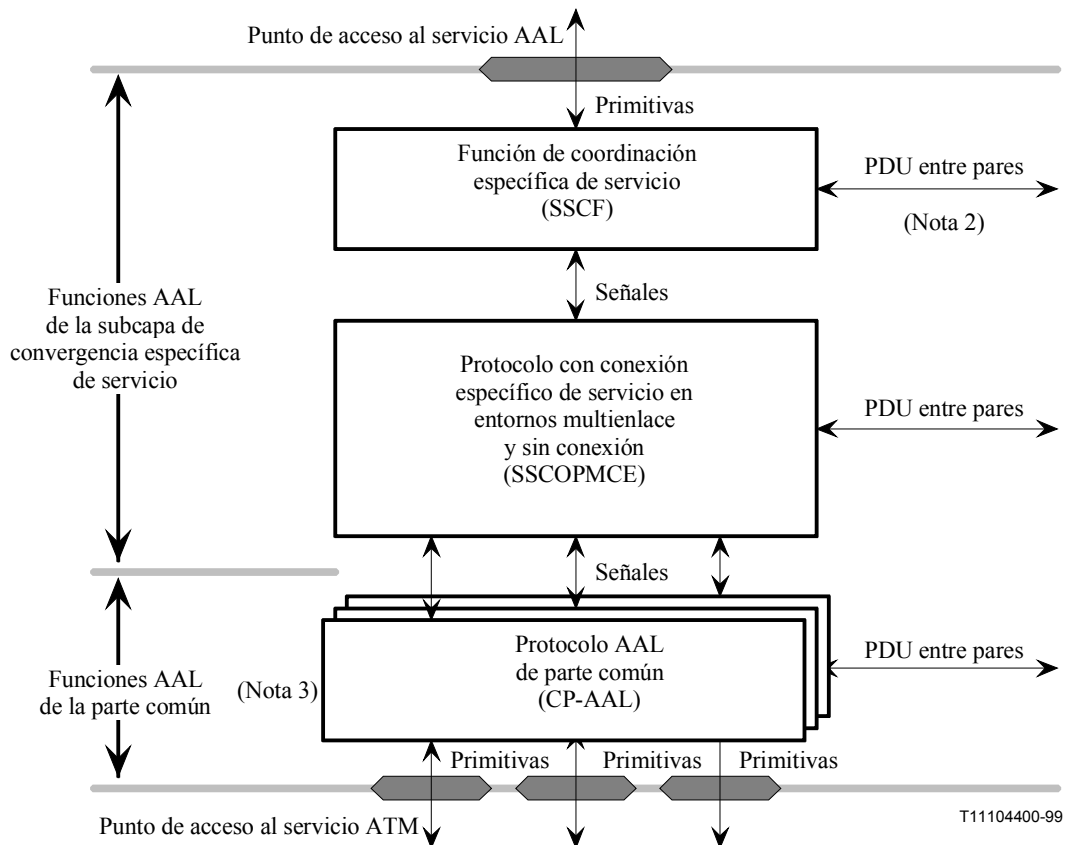 Punto de acceso al servicio AAL
Primitivas
Función de coordinación
específica de servicio
(SSCF)
PDU entre pares
(Nota 2)
Señales
Funciones AAL
de la subcapa de
convergencia específica
de servicio
Protocolo con conexión
específico de servicio en
entornos multienlace
y sin conexión
(SSCOPMCE)
PDU entre pares
Señales
Funciones AAL
de la parte común
(Nota 3)
Protocolo AAL
de parte común
(CP-AAL)
PDU entre pares
Primitivas
Primitivas
Primitivas
Punto de acceso al servicio ATM
T11104400-99